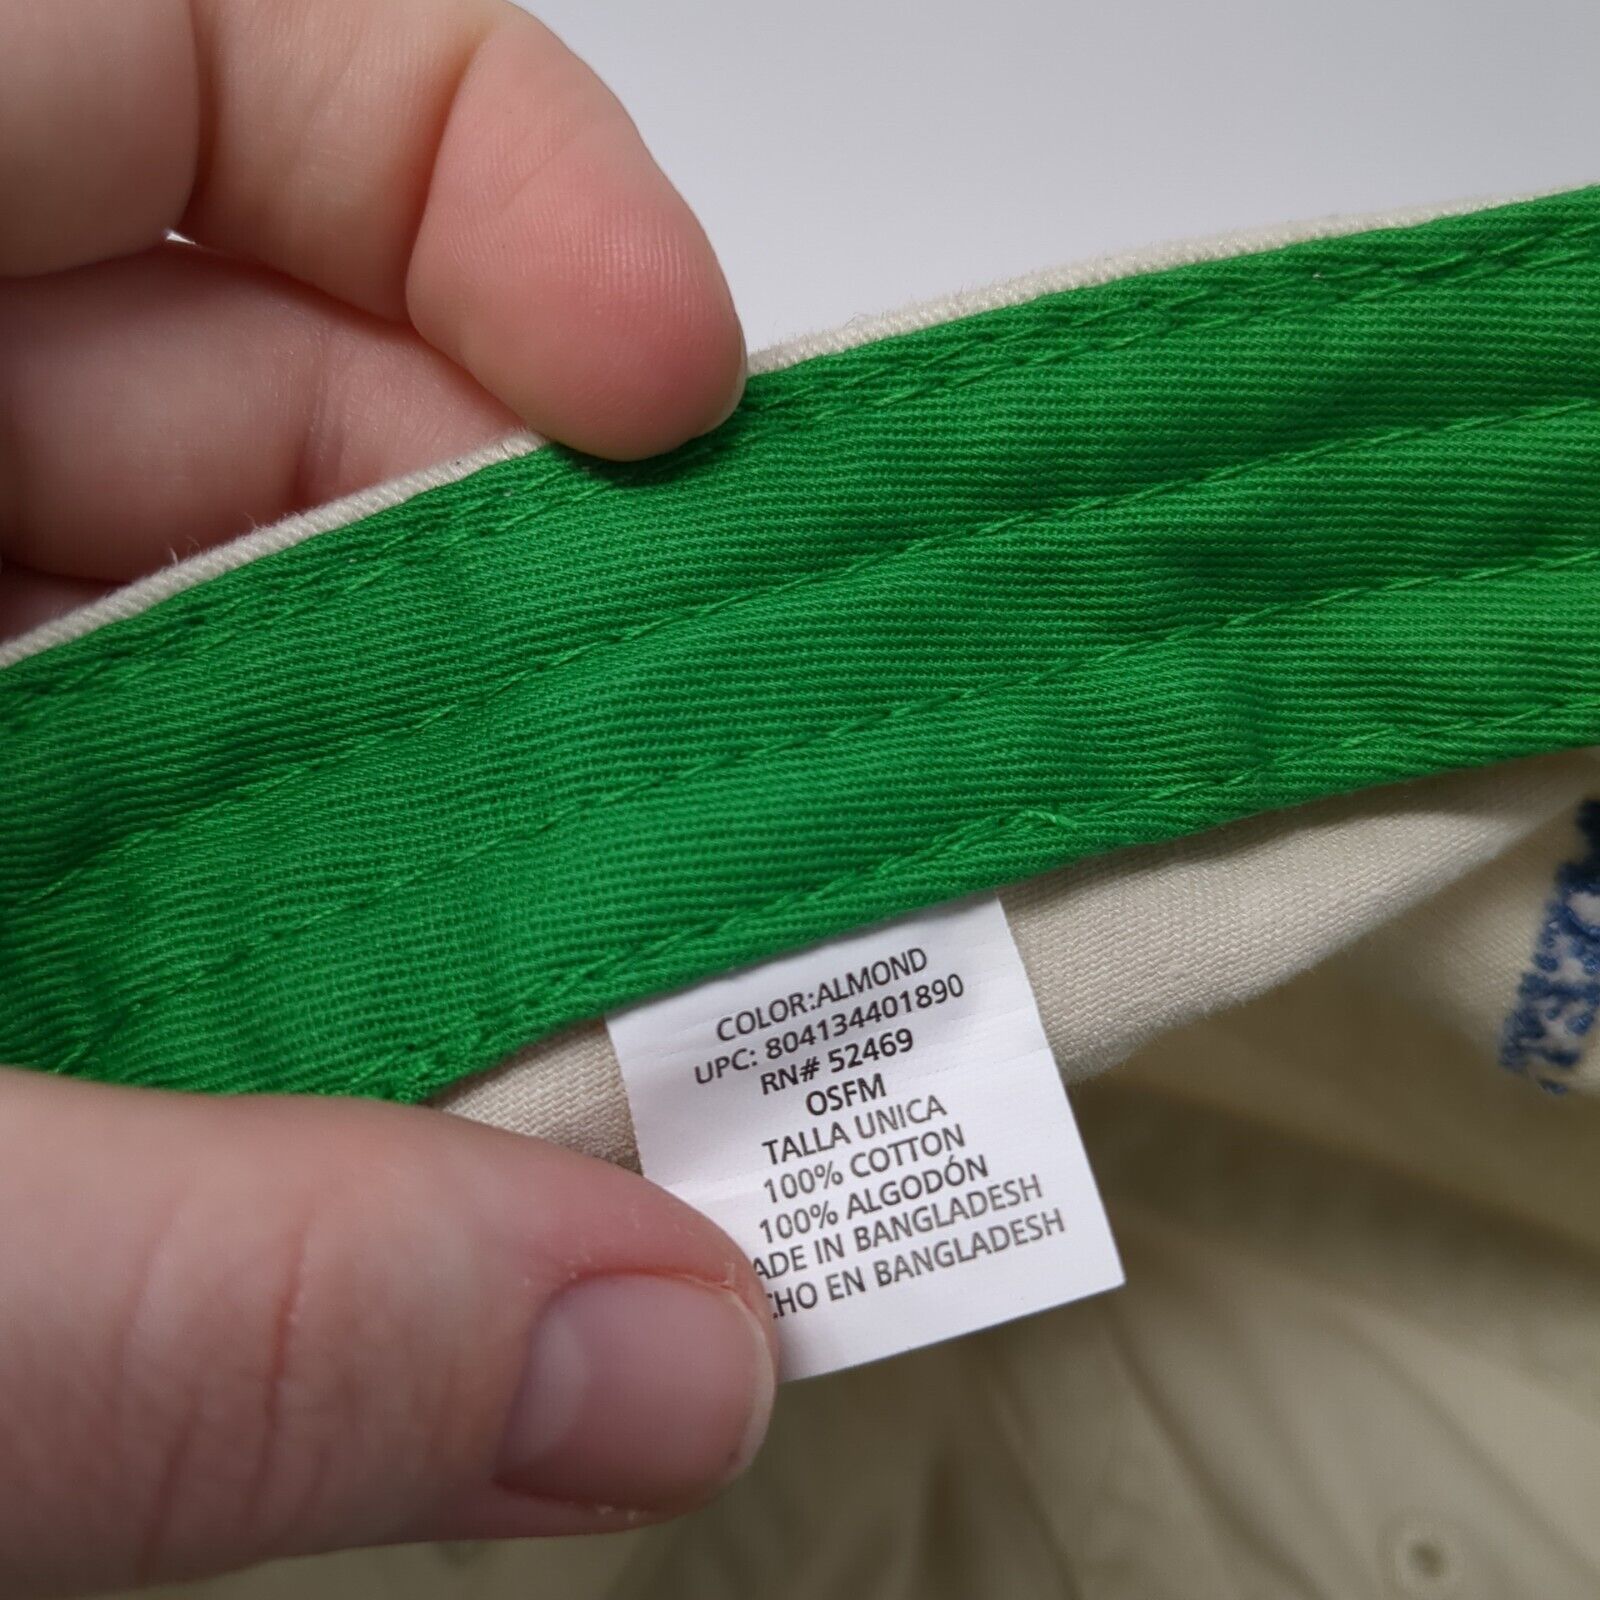 COLOR:ALMOND
UPC: 804134401890
RN# 52469
OSFM
TALLA UNICA
100% COTTON
100% ALGODÓN
ADE IN BANGLADESH
CHO EN BANGLADESH